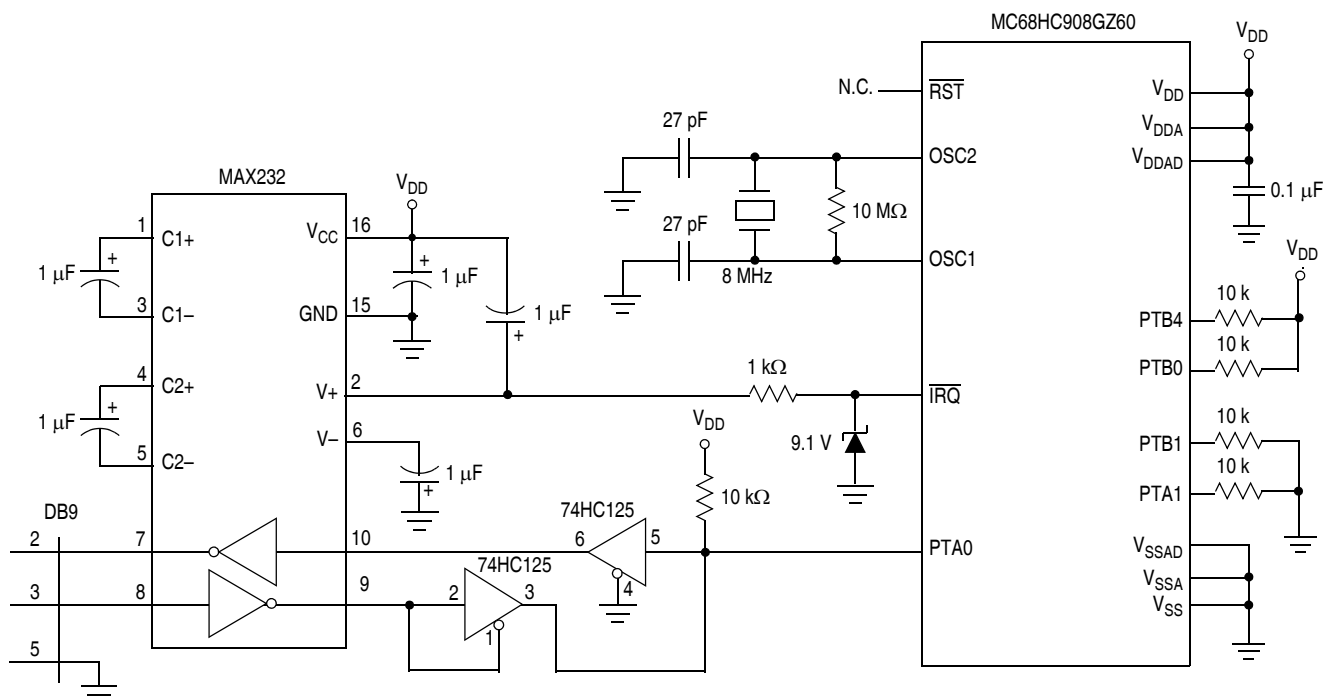 MC68HC908GZ60
V_DD
N.C.
RST
V_DD
27 pF
V_DDA
OSC2
V_DDAD
MAX232
V_DD
10 MΩ
0.1 µF
1
C1+
V_CC
16
27 pF
V_DD
1 µF
+
+
1 µF
8 MHz
OSC1
3
C1–
GND
15
1 µF
+
10 k
PTB4
4
C2+
1 kΩ
10 k
PTB0
V+
2
IRQ
1 µF
+
V_DD
10 k
PTB1
V–
6
9.1 V
5
C2–
1 µF
+
10 k
PTA1
10 kΩ
DB9
74HC125
2
7
10
6
5
PTA0
V_SSAD
74HC125
4
V_SSA
3
8
9
2
3
V_SS
1
5